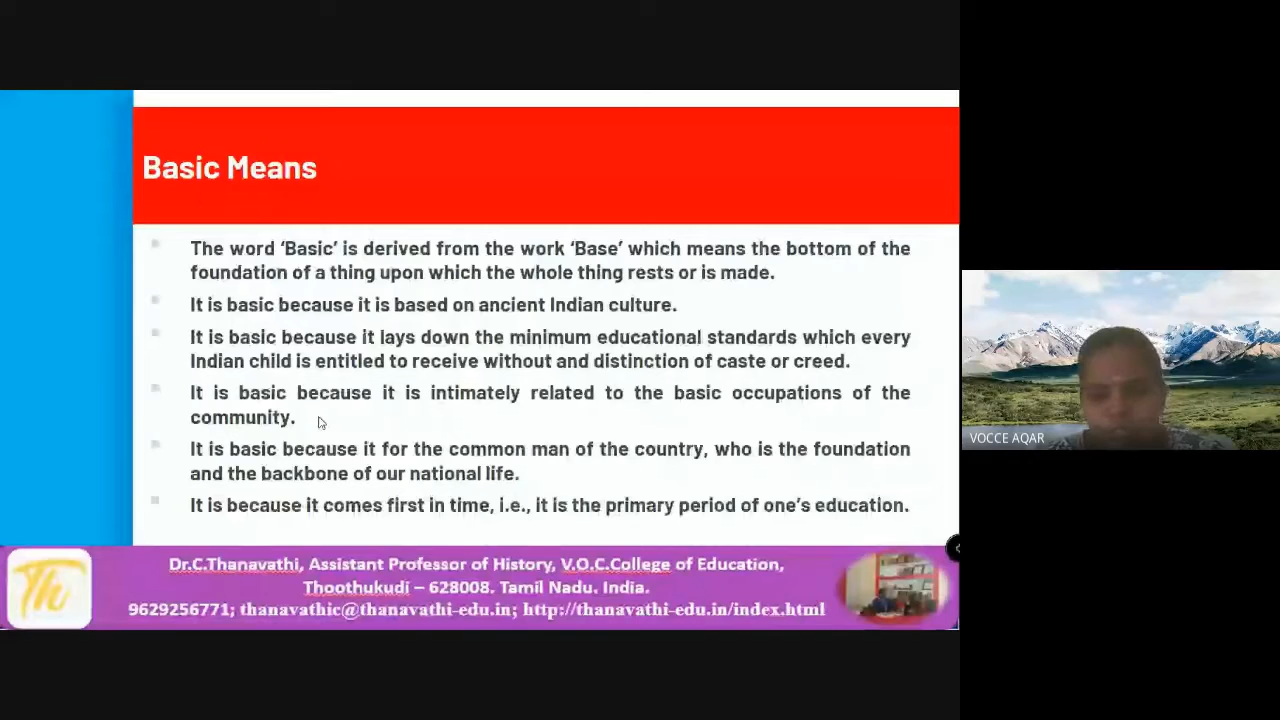 Basic Means
The word ‘Basic’ is derived from the work ‘Base’ which means the bottom of the
foundation of a thing upon which the whole thing rests or is made.
It is basic because it is based on ancient Indian culture.
It is basic because it lays down the minimum educational standards which every
Indian child is entitled to receive without and distinction of caste or creed.
It is basic because it is intimately related to the basic occupations of the
community.
It is basic because it for the common man of the country, who is the foundation
and the backbone of our national life.
It is because it comes first in time, i.e., it is the primary period of one’s education.
Th
Dr.C.Thanavathi, Assistant Professor of History, V.O.C.College of Education,
Thoothukudi – 628008. Tamil Nadu. India.
9629256771; thanavathic@thanavathi-edu.in; http://thanavathi-edu.in/index.html
VOCCE AQAR